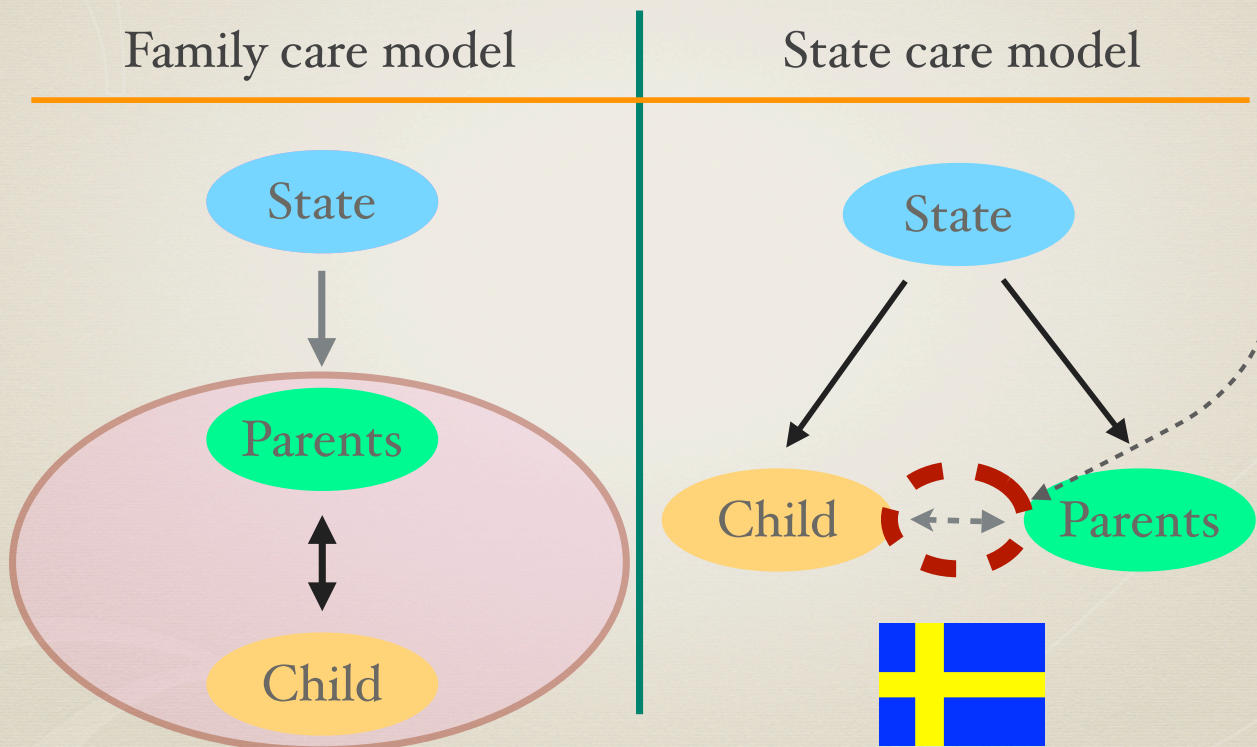 Family care model
State care model
State
State
Parents
Child
Parents
Child